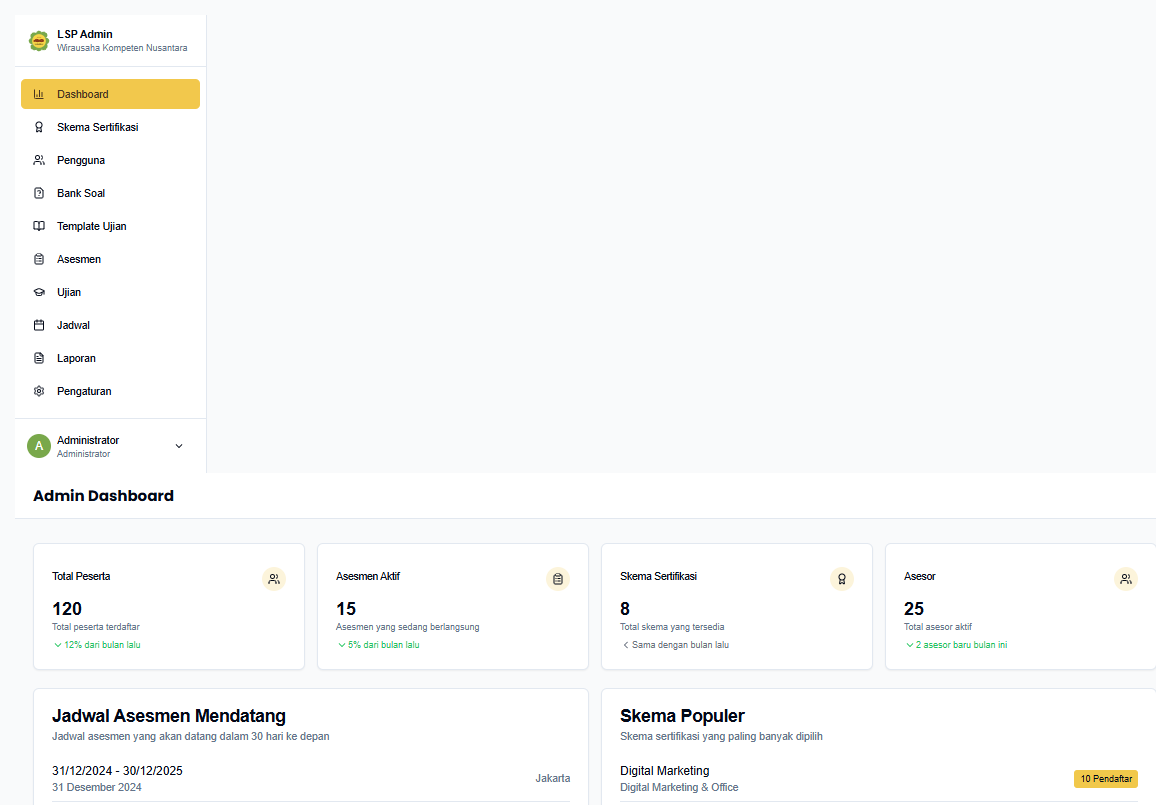 LSP Admin
Wirausaha Kompeten Nusantara
Dashboard
Skema Sertifikasi
Pengguna
Bank Soal
Template Ujian
Asesmen
Ujian
Jadwal
Laporan
Pengaturan
A
Administrator
Administrator
Admin Dashboard
Total Peserta
120
Total peserta terdaftar
12% dari bulan lalu
Asesmen Aktif
15
Asesmen yang sedang berlangsung
5% dari bulan lalu
Skema Sertifikasi
8
Total skema yang tersedia
Sama dengan bulan lalu
Asesor
25
Total asesor aktif
2 asesor baru bulan ini
Jadwal Asesmen Mendatang
Jadwal asesmen yang akan datang dalam 30 hari ke depan
31/12/2024 - 30/12/2025
31 Desember 2024
Jakarta
Skema Populer
Skema sertifikasi yang paling banyak dipilih
Digital Marketing
Digital Marketing & Office
10 Pendaftar